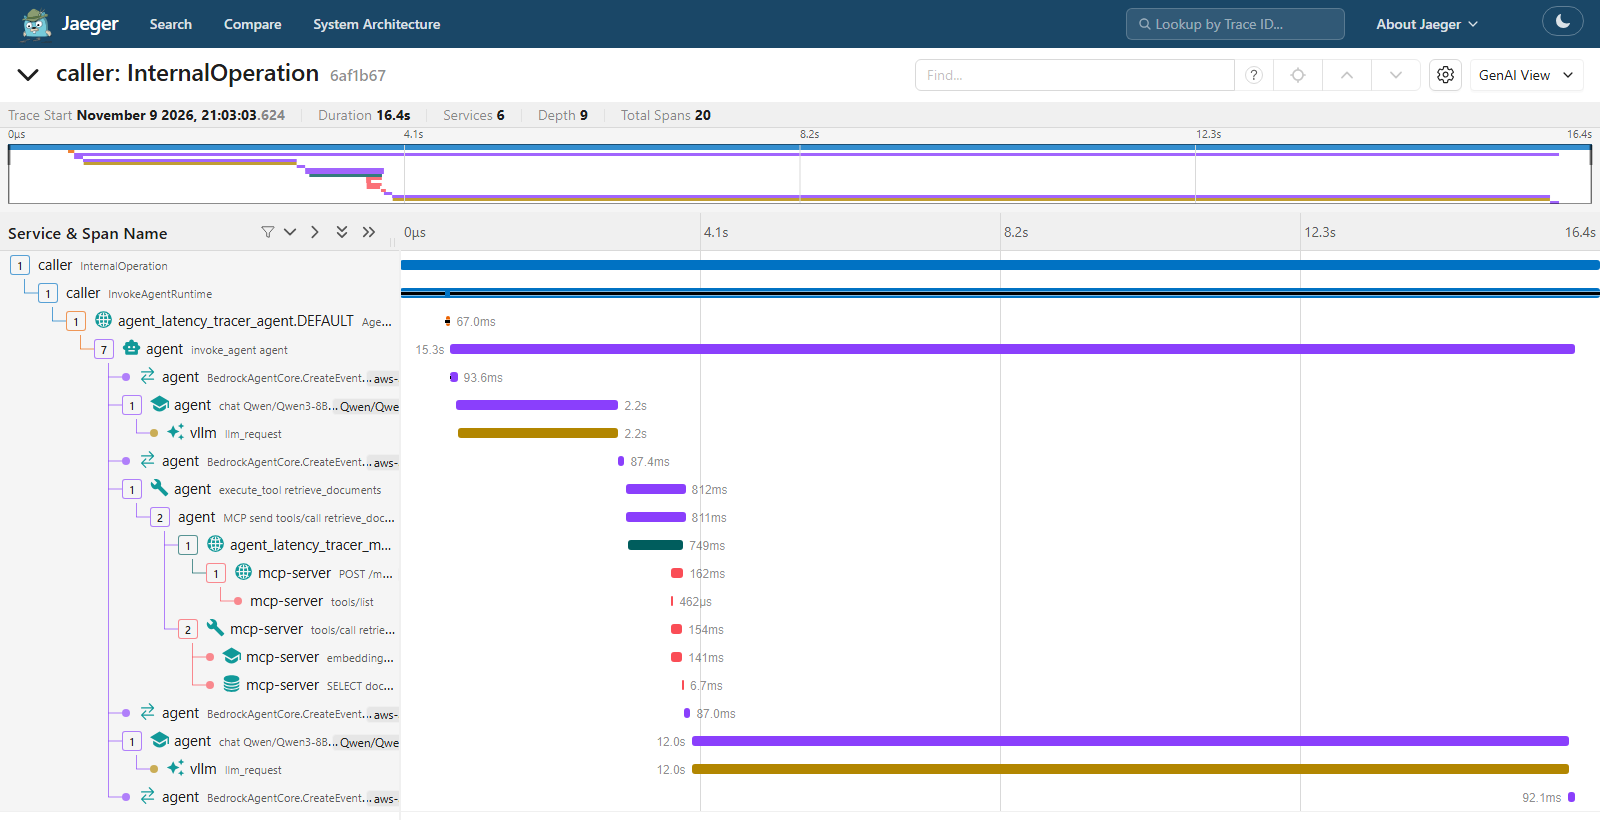 Jaeger Search Compare System Architecture Lookup by Trace ID... About Jaeger
caller: InternalOperation 6af1b67 Find... ? GenAI View
Trace Start November 9 2026, 21:03:03.624 Duration 16.4s Services 6 Depth 9 Total Spans 20
0μs 4.1s 8.2s 12.3s 16.4s
Service & Span Name 0μs 4.1s 8.2s 12.3s 16.4s
1 caller InternalOperation
1 caller InvokeAgentRuntime
1 agent_latency_tracer_agent.DEFAULT Age... 67.0ms
7 agent invoke_agent agent 15.3s
agent BedrockAgentCore.CreateEvent... aws- 93.6ms
1 agent chat Qwen/Qwen3-8B... Qwen/Qwe 2.2s
vllm llm_request 2.2s
agent BedrockAgentCore.CreateEvent... aws- 87.4ms
1 agent execute_tool retrieve_documents 812ms
2 agent MCP send tools/call retrieve_doc... 811ms
1 agent_latency_tracer_m... 749ms
1 mcp-server POST /m... 162ms
mcp-server tools/list 462μs
2 mcp-server tools/call retrie... 154ms
mcp-server embedding... 141ms
mcp-server SELECT doc... 6.7ms
agent BedrockAgentCore.CreateEvent... aws- 87.0ms
1 agent chat Qwen/Qwen3-8B... Qwen/Qwe 12.0s
vllm llm_request 12.0s
agent BedrockAgentCore.CreateEvent... aws- 92.1ms